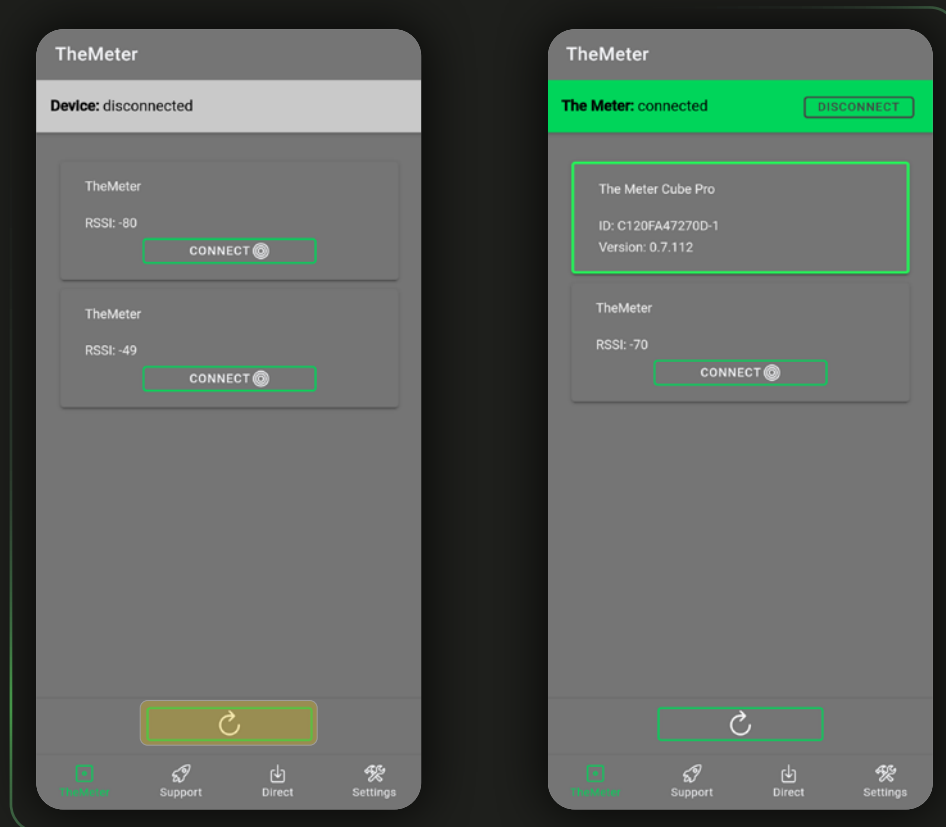 TheMeter
Device: disconnected
TheMeter
RSSI: -80
CONNECT
TheMeter
RSSI: -49
CONNECT
TheMeter
Support
Direct
Settings
TheMeter
The Meter: connected
DISCONNECT
The Meter Cube Pro
ID: C120FA47270D-1
Version: 0.7.112
TheMeter
RSSI: -70
CONNECT
TheMeter
Support
Direct
Settings